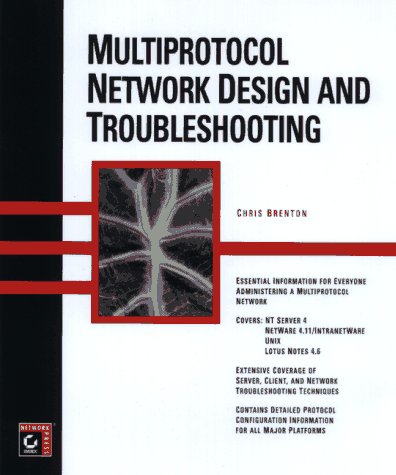 MULTIPROTOCOL
NETWORK DESIGN AND
TROUBLESHOOTING
CHRIS BRENTON
ESSENTIAL INFORMATION FOR EVERYONE
ADMINISTERING A MULTIPROTOCOL
NETWORK
COVERS: NT SERVER 4
NETWARE 4.11/INTRANETWARE
UNIX
LOTUS NOTES 4.6
EXTENSIVE COVERAGE OF
SERVER, CLIENT, AND NETWORK
TROUBLESHOOTING TECHNIQUES
CONTAINS DETAILED PROTOCOL
CONFIGURATION INFORMATION
FOR ALL MAJOR PLATFORMS
NETWORK PRESS
SYBEX